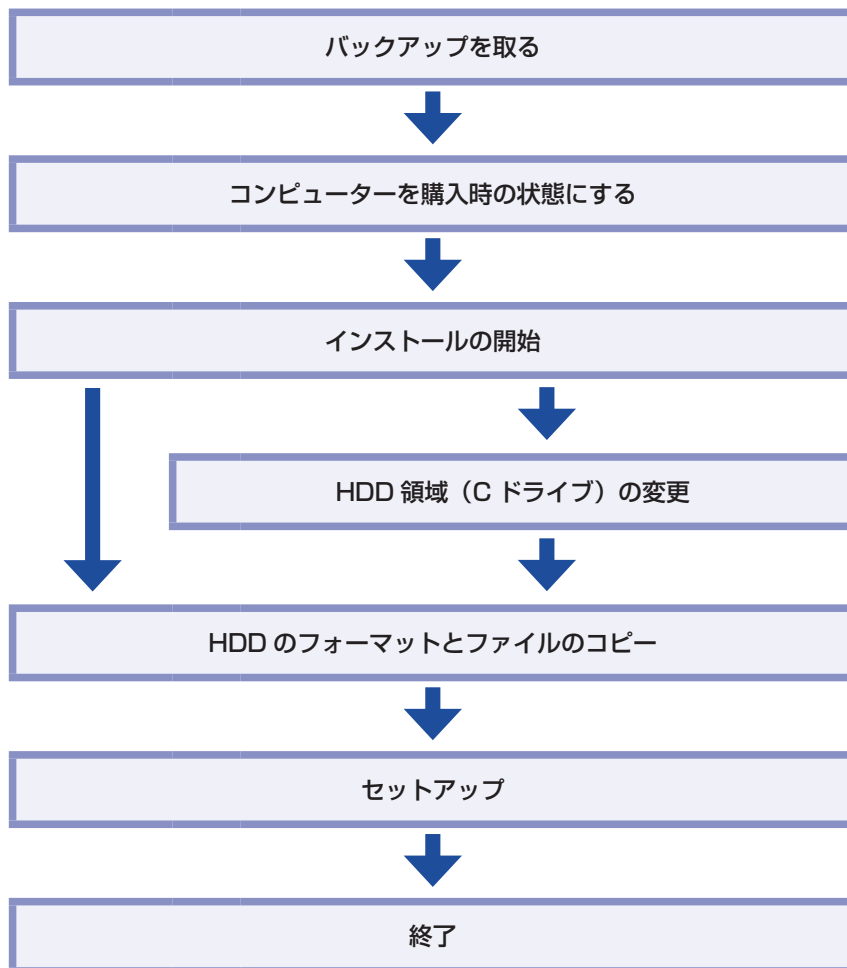 バックアップを取る
コンピューターを購入時の状態にする
インストールの開始
HDD 領域（C ドライブ）の変更
HDD のフォーマットとファイルのコピー
セットアップ
終了